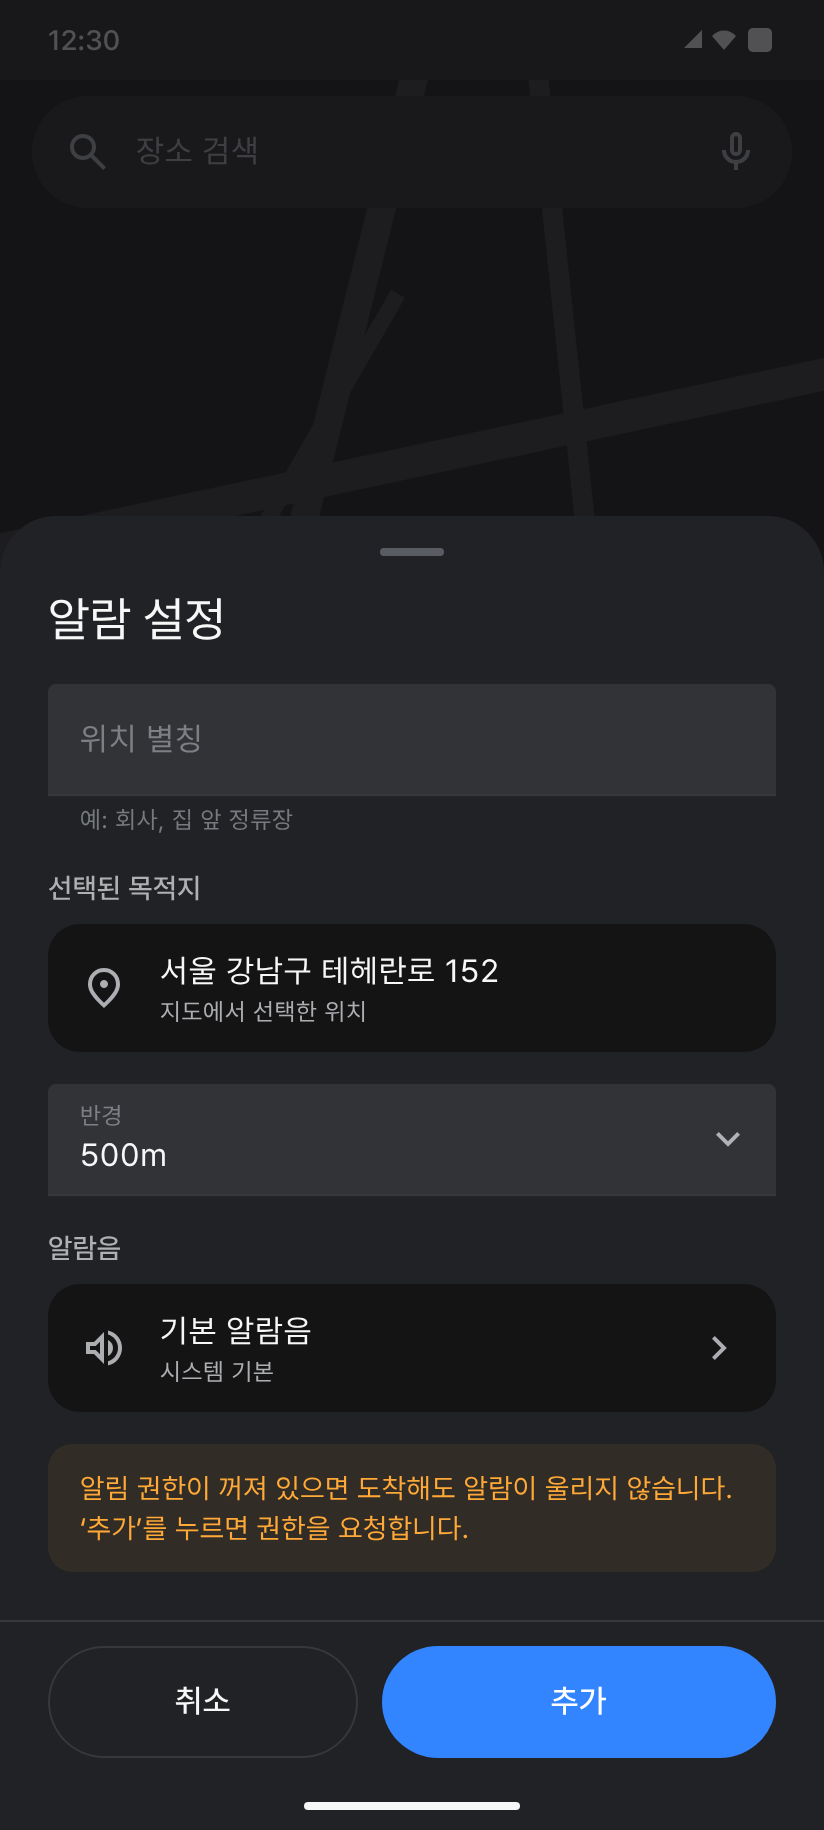 12:30
장소 검색
알람 설정
위치 별칭
예: 회사, 집 앞 정류장
선택된 목적지
서울 강남구 테헤란로 152
지도에서 선택한 위치
반경
500m
알람음
기본 알람음
시스템 기본
알림 권한이 꺼져 있으면 도착해도 알람이 울리지 않습니다.
‘추가’를 누르면 권한을 요청합니다.
취소
추가